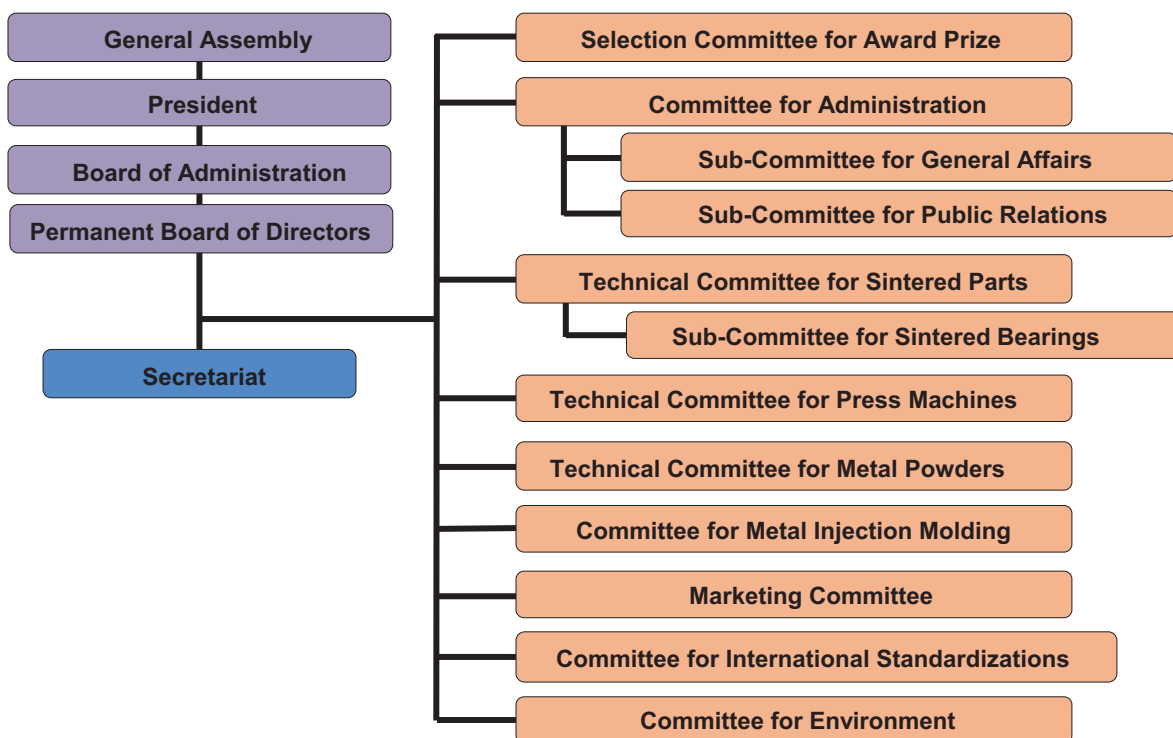 General Assembly
President
Board of Administration
Permanent Board of Directors
Secretariat
Selection Committee for Award Prize
Committee for Administration
Sub-Committee for General Affairs
Sub-Committee for Public Relations
Technical Committee for Sintered Parts
Sub-Committee for Sintered Bearings
Technical Committee for Press Machines
Technical Committee for Metal Powders
Committee for Metal Injection Molding
Marketing Committee
Committee for International Standardizations
Committee for Environment